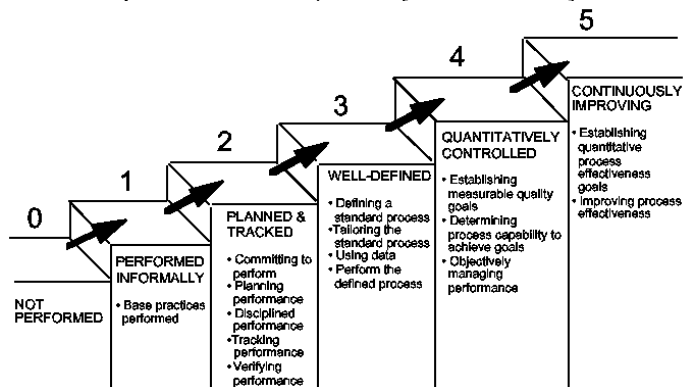 0
NOT
PERFORMED
1
PERFORMED
INFORMALLY
• Base practices
performed
2
PLANNED &
TRACKED
• Committing to
perform
• Planning
performance
• Disciplined
performance
•Tracking
performance
• Verifying
performance
3
WELL-DEFINED
• Defining a
standard process
•Tailoring the
standard process
• Using data
• Perform the
defined process
4
QUANTITATIVELY
CONTROLLED
• Establishing
measurable quality
goals
• Determining
process capability to
achieve goals
• Objectively
managing
performance
5
CONTINUOUSLY
IMPROVING
• Establishing
quantitative
process
effectiveness
goals
• Improving process
effectiveness